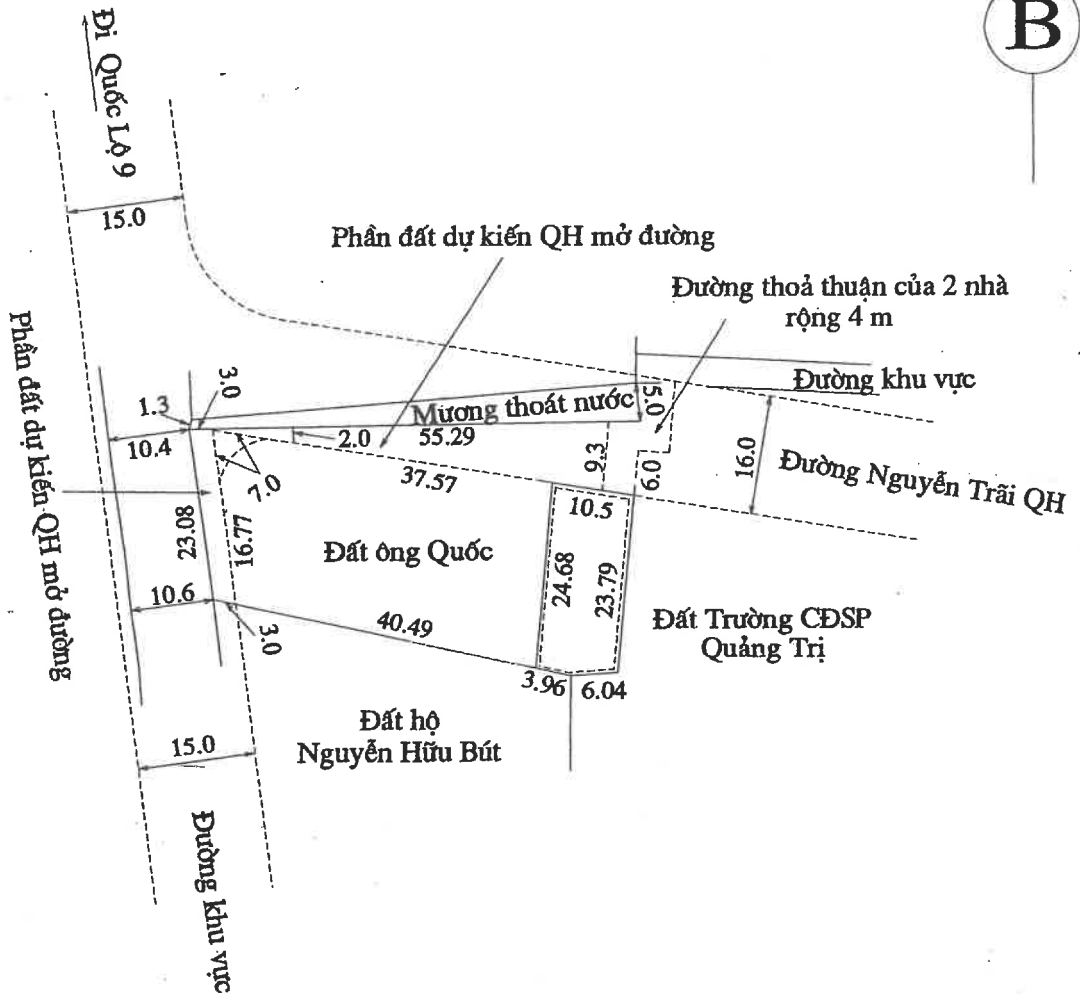 B
Đi Quốc Lộ 9
15.0
Phần đất dự kiến QH mở đường
Đường thoả thuận của 2 nhà
rộng 4 m
Phần đất dự kiến QH mở đường
3.0
1.3
10.4
Mương thoát nước
5.0
Đường khu vực
2.0
55.29
9.3
6.0
16.0
Đường Nguyễn Trãi QH
7.0
37.57
10.5
23.08
16.77
Đất ông Quốc
24.68
23.79
10.6
3.0
40.49
Đất Trường CĐSP
Quảng Trị
3.96
6.04
Đất hộ
Nguyễn Hữu Bút
15.0
Đường khu vực